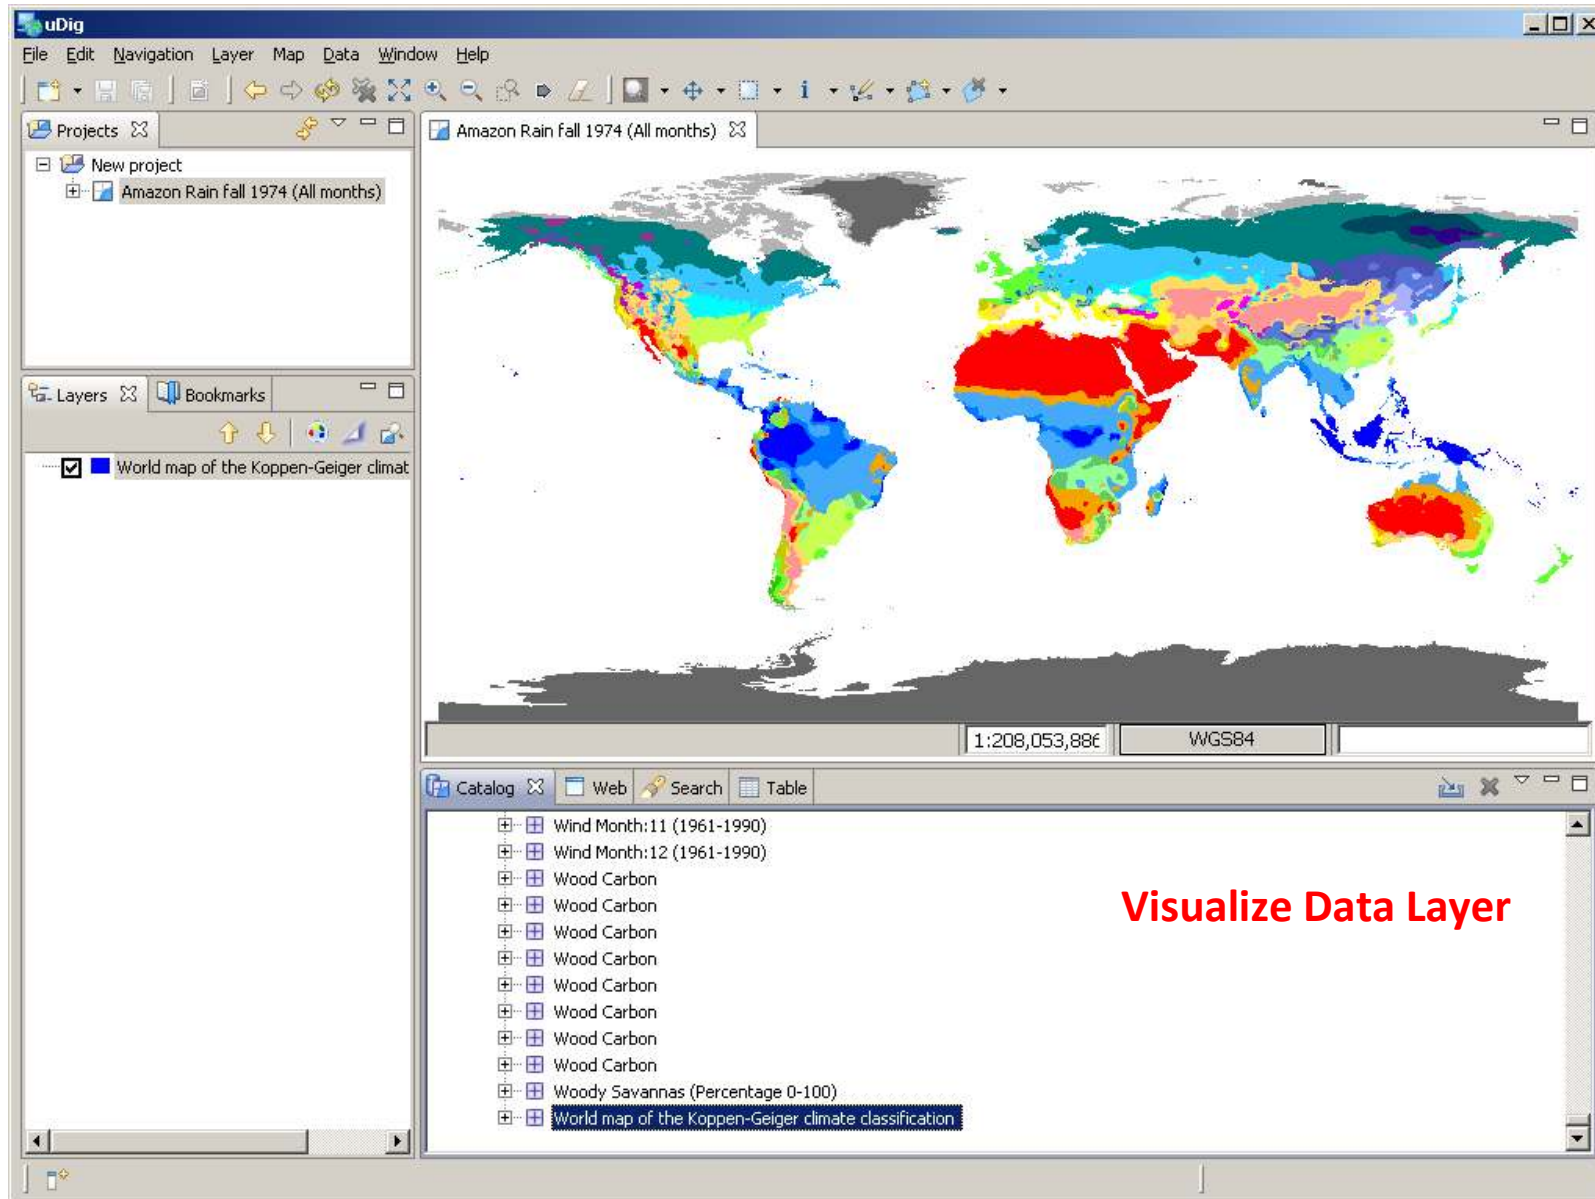 uDig
File Edit Navigation Layer Map Data Window Help
Projects
New project
Amazon Rain fall 1974 (All months)
Layers Bookmarks
World map of the Koppen-Geiger climat
Amazon Rain fall 1974 (All months)
1:208,053,886 WGS84
Catalog Web Search Table
Wind Month:11 (1961-1990)
Wind Month:12 (1961-1990)
Wood Carbon
Wood Carbon
Wood Carbon
Wood Carbon
Wood Carbon
Wood Carbon
Wood Carbon
Wood Carbon
Woody Savannas (Percentage 0-100)
World map of the Koppen-Geiger climate classification
Visualize Data Layer